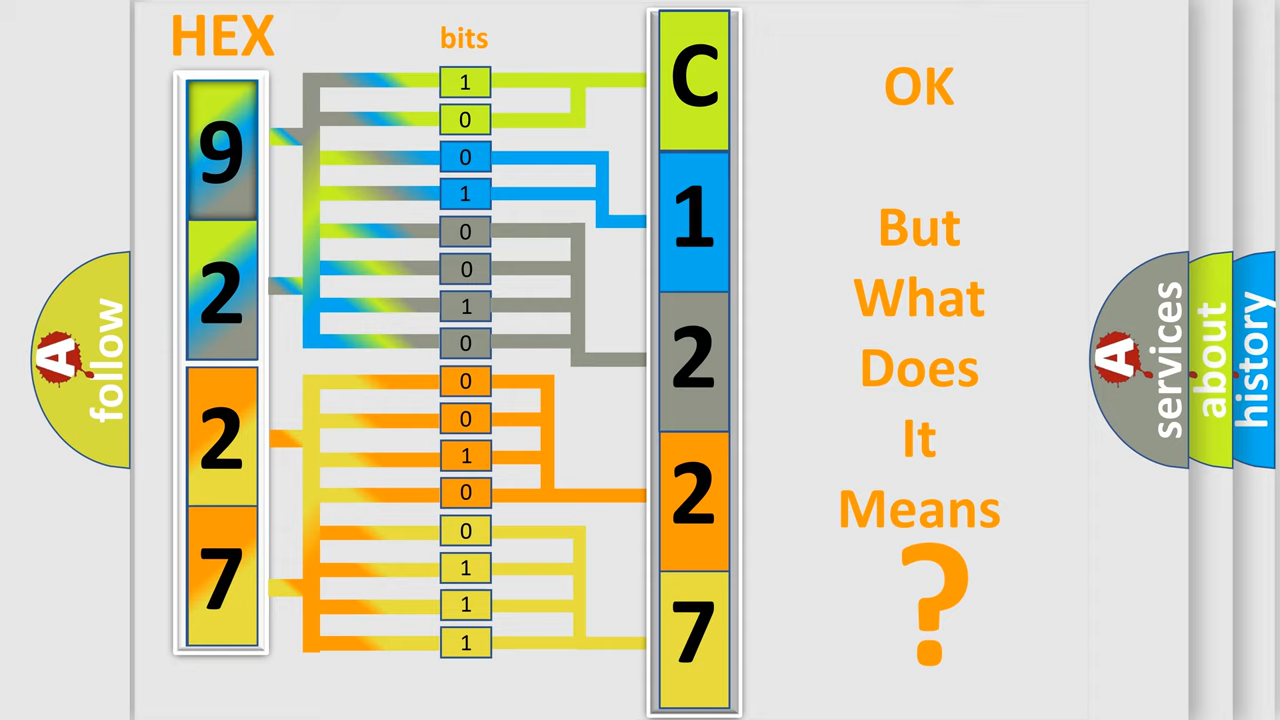 HEX
bits
9
2
2
7
1
0
0
1
0
0
1
0
0
0
1
0
0
1
1
1
C
1
2
2
7
OK
But
What
Does
It
Means
?
A
follow
A
services
about
history